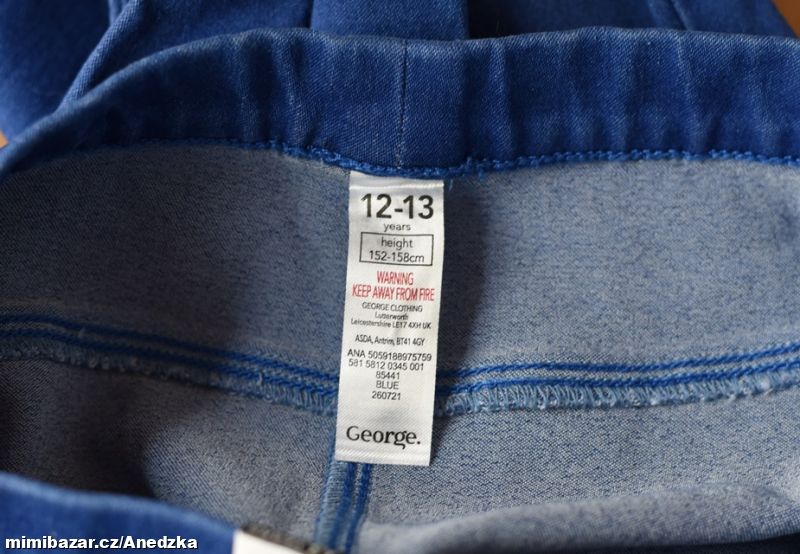 12-13
years
height
152-158cm
WARNING
KEEP AWAY FROM FIRE
GEORGE CLOTHING
Lutterworth
Leicestershire LE17 4XH UK
ASDA, Antrim, BT41 4GY
ANA 5059188975759
581 5812 0345 001
85441
BLUE
260721
George.
mimibazar.cz/Anedzka